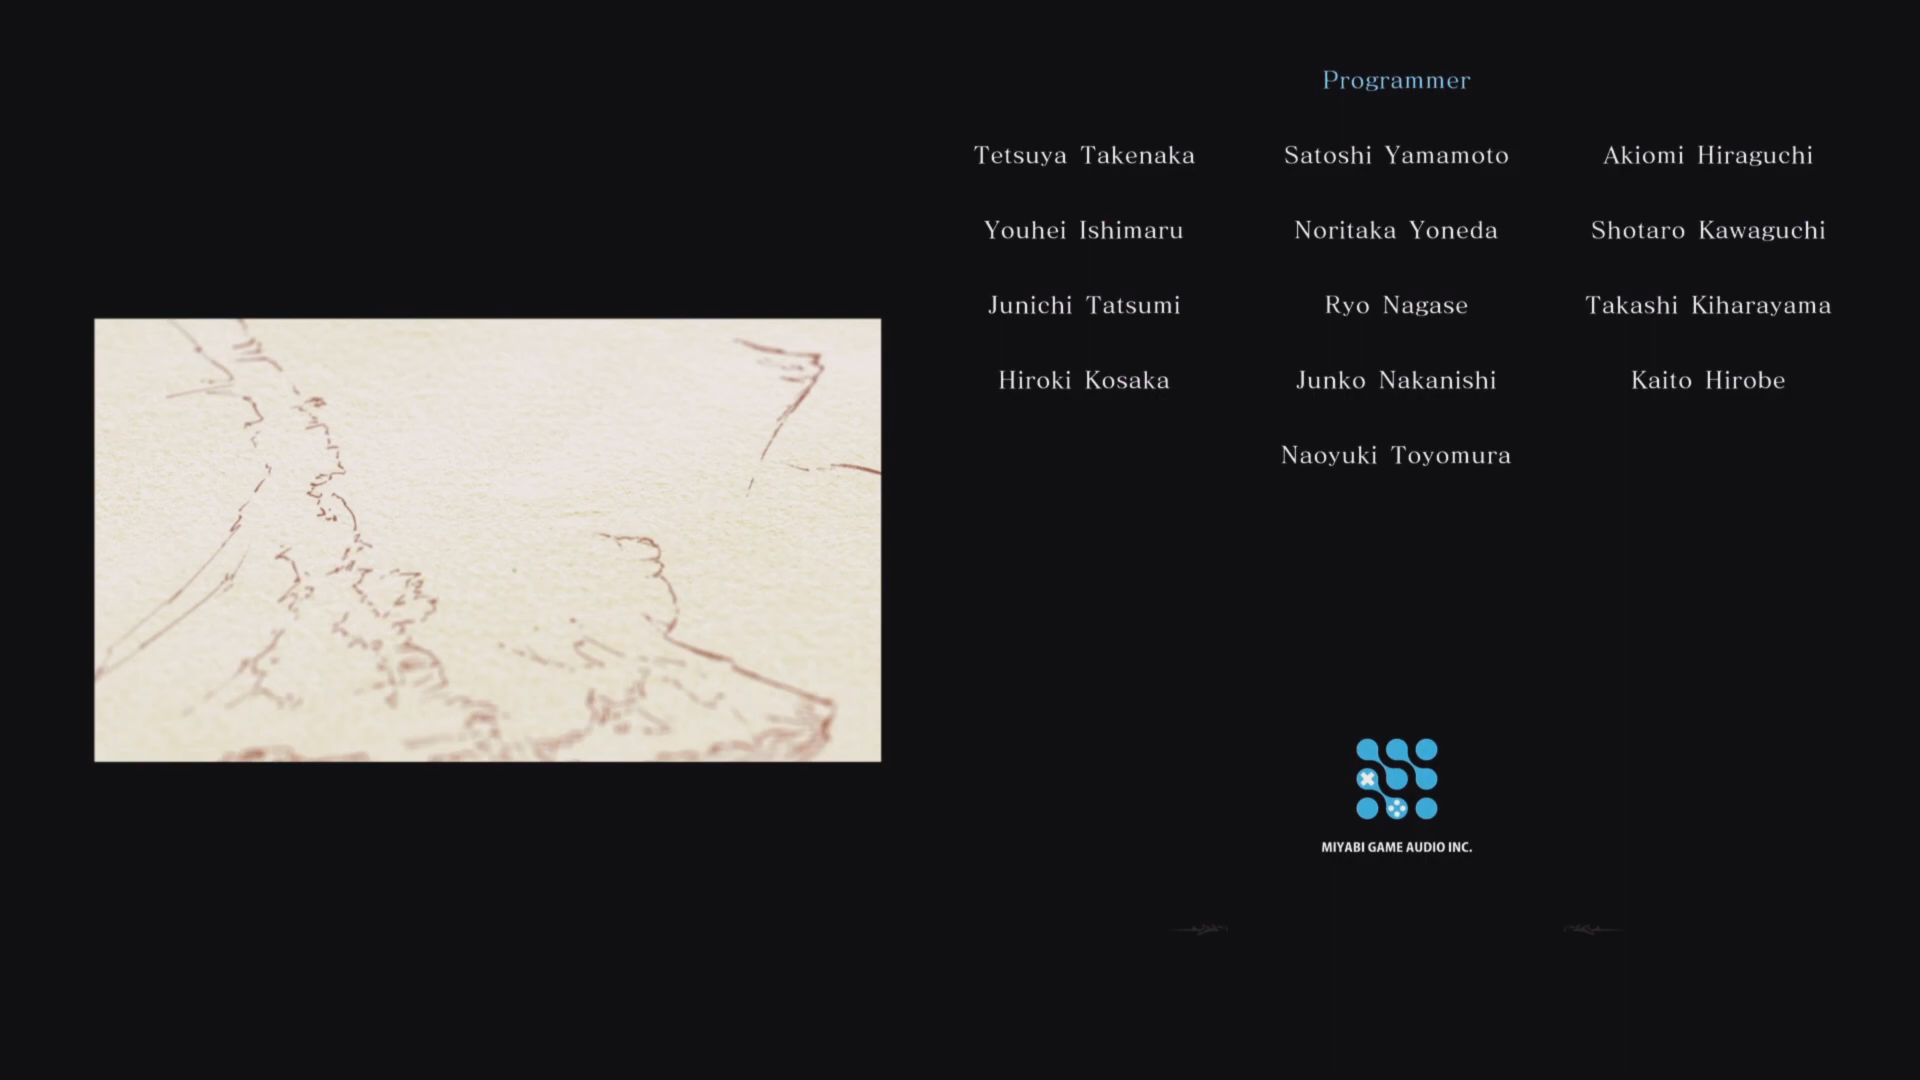 Programmer
Tetsuya Takenaka Satoshi Yamamoto Akiomi Hiraguchi
Youhei Ishimaru Noritaka Yoneda Shotaro Kawaguchi
Junichi Tatsumi Ryo Nagase Takashi Kiharayama
Hiroki Kosaka Junko Nakanishi Kaito Hirobe
Naoyuki Toyomura
MIYABI GAME AUDIO INC.